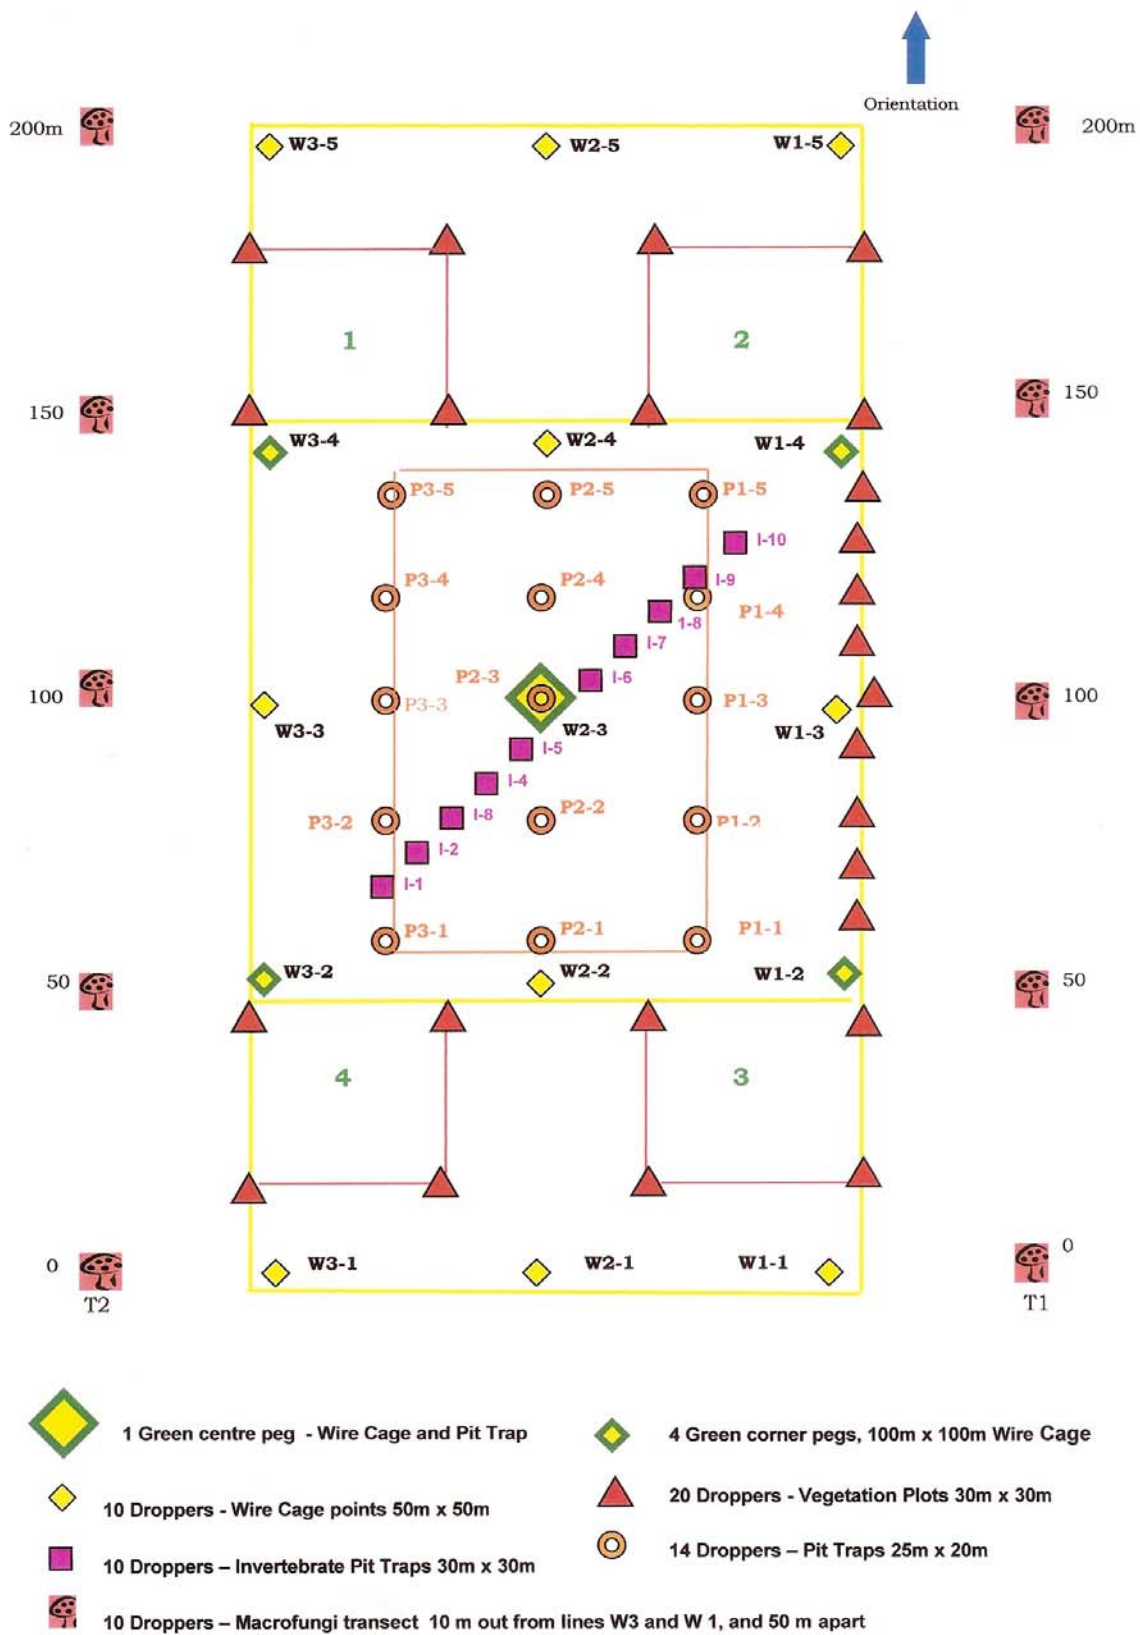 Orientation
200m
200m
W3-5
W2-5
W1-5
1
2
150
150
W3-4
W2-4
W1-4
P3-5
P2-5
P1-5
I-10
P3-4
P2-4
I-9
P1-4
1-8
I-7
P2-3
I-6
100
100
P3-3
P1-3
W3-3
W2-3
W1-3
I-5
I-4
P3-2
I-8
P2-2
P1-2
I-2
I-1
P3-1
P2-1
P1-1
W3-2
W2-2
W1-2
50
50
4
3
0
W3-1
W2-1
W1-1
0
T2
T1
1 Green centre peg - Wire Cage and Pit Trap
4 Green corner pegs, 100m x 100m Wire Cage
10 Droppers - Wire Cage points 50m x 50m
20 Droppers - Vegetation Plots 30m x 30m
10 Droppers – Invertebrate Pit Traps 30m x 30m
14 Droppers – Pit Traps 25m x 20m
10 Droppers – Macrofungi transect 10 m out from lines W3 and W 1, and 50 m apart